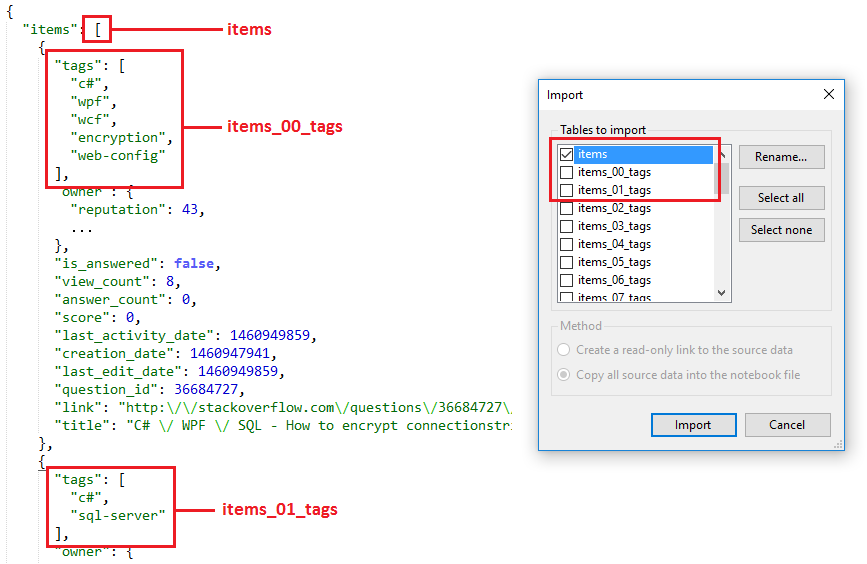 {
"items": [
items
{
"tags": [
"c#",
"wpf",
"wcf",
"encryption",
"web-config"
],
items_00_tags
owner : {
"reputation": 43,
...
},
"is_answered": false,
"view_count": 8,
"answer_count": 0,
"score": 0,
"last_activity_date": 1460949859,
"creation_date": 1460947941,
"last_edit_date": 1460949859,
"question_id": 36684727,
"link": "http:\/\/stackoverflow.com\/questions\/36684727\
"title": "C# \/ WPF \/ SQL - How to encrypt connectionstri
},
{
"tags": [
"c#",
"sql-server"
],
items_01_tags
"owner": {
Import
Tables to import
items
items_00_tags
items_01_tags
items_02_tags
items_03_tags
items_04_tags
items_05_tags
items_06_tags
items_07_tags
Rename...
Select all
Select none
Method
Create a read-only link to the source data
Copy all source data into the notebook file
Import
Cancel